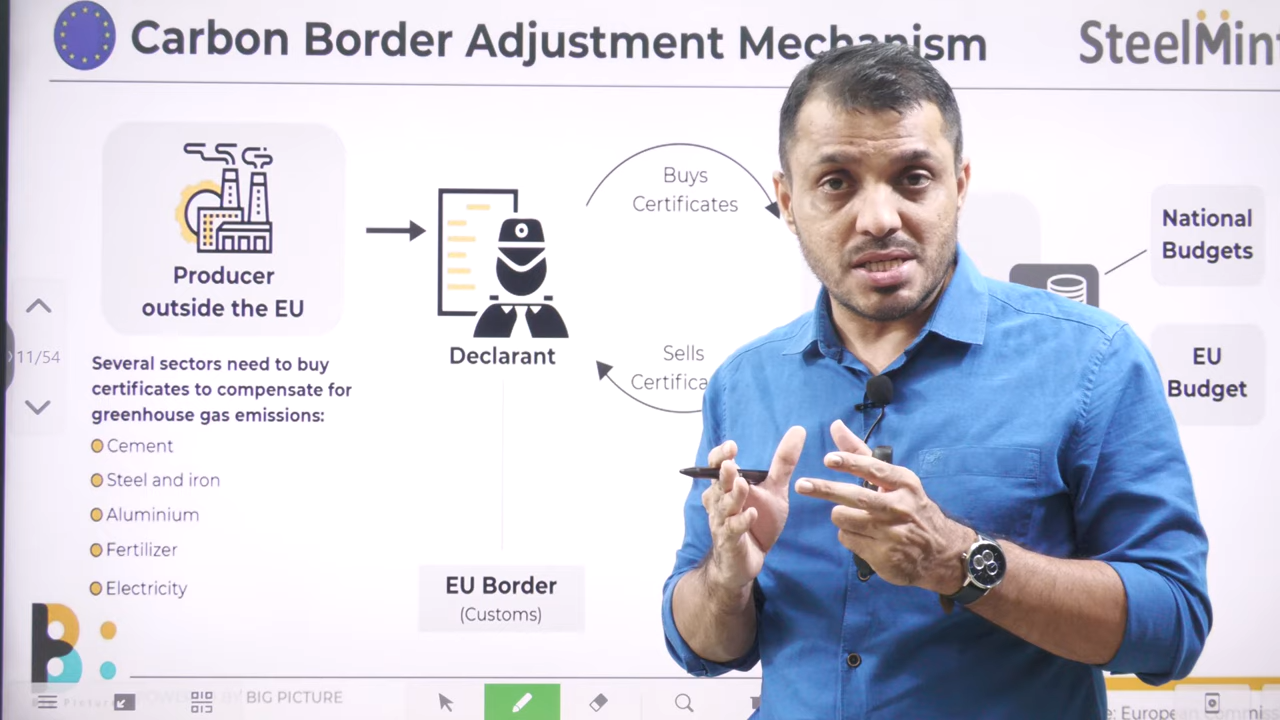 Carbon Border Adjustment Mechanism
SteelMint
Producer
outside the EU
Buys
Certificates
National
Budgets
11/54
Declarant
Sells
EU
Budget
Several sectors need to buy
certificates to compensate for
greenhouse gas emissions:
Cement
Steel and iron
Aluminium
Fertilizer
Electricity
EU Border
(Customs)
B:
BIG PICTURE